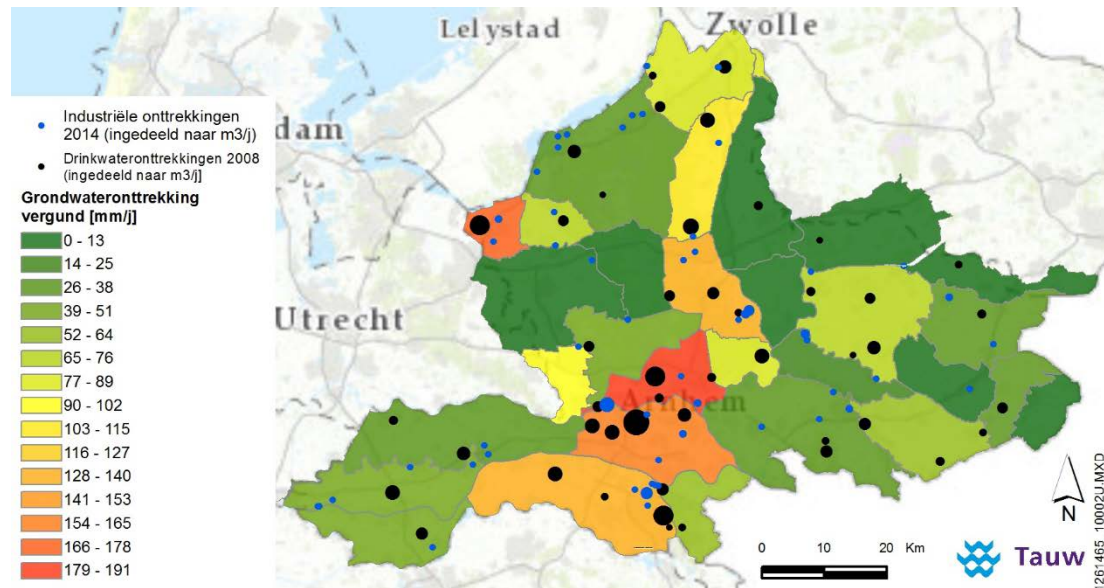 Lelystad
Zwolle
dam
Industriële onttrekkingen
2014 (ingedeeld naar m3/j)
Drinkwateronttrekkingen 2008
(ingedeeld naar m3/j]
Grondwateronttrekking
vergund [mm/j]
0 - 13
14 - 25
26 - 38
39 - 51
52 - 64
65 - 76
77 - 89
90 - 102
103 - 115
116 - 127
128 - 140
141 - 153
154 - 165
166 - 178
179 - 191
Utrecht
Arnhem
N
0 10 20 Km
Tauw
1261465_10002U.MXD